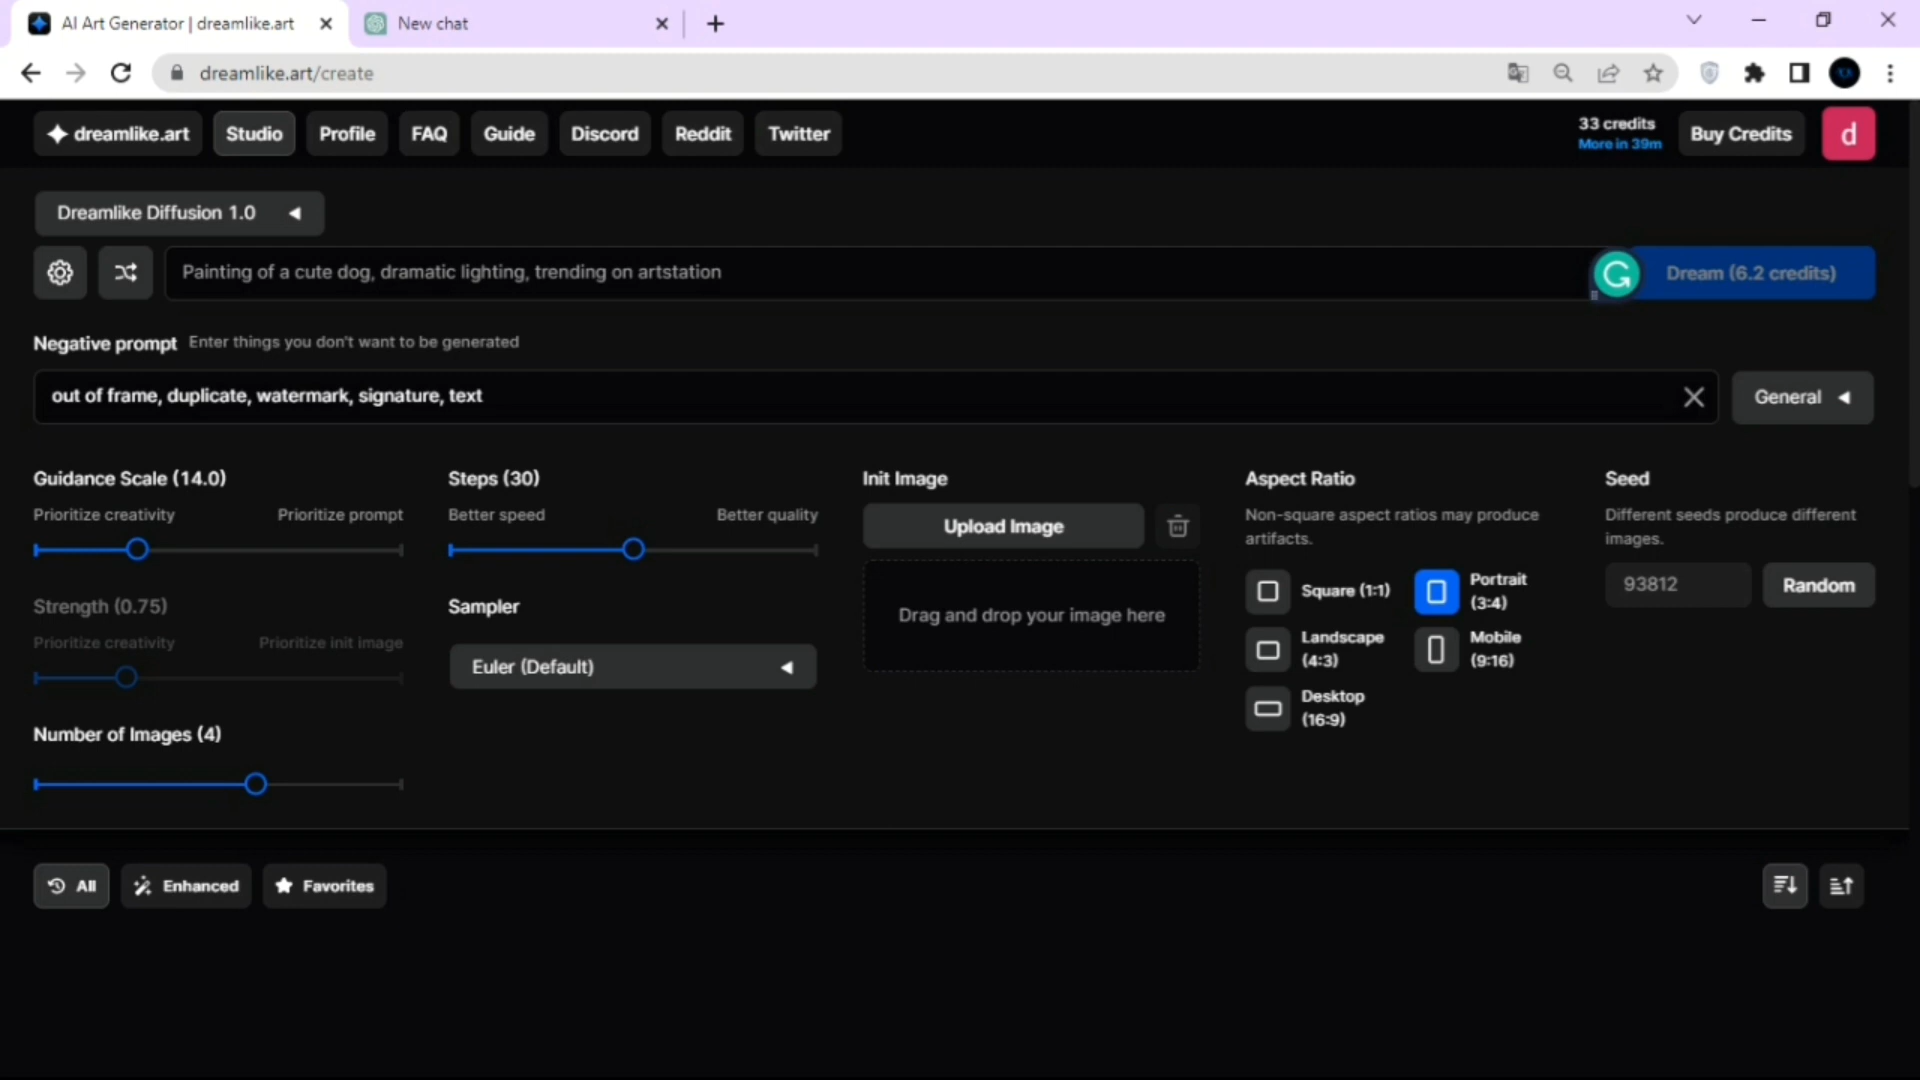 AI Art Generator | dreamlike.art
New chat
dreamlike.art/create
dreamlike.art
Studio
Profile
FAQ
Guide
Discord
Reddit
Twitter
33 credits
More in 39m
Buy Credits
d
Dreamlike Diffusion 1.0
Painting of a cute dog, dramatic lighting, trending on artstation
Dream (6.2 credits)
Negative prompt Enter things you don't want to be generated
out of frame, duplicate, watermark, signature, text
General
Guidance Scale (14.0)
Prioritize creativity
Prioritize prompt
Strength (0.75)
Prioritize creativity
Prioritize init image
Number of Images (4)
Steps (30)
Better speed
Better quality
Sampler
Euler (Default)
Init Image
Upload Image
Drag and drop your image here
Aspect Ratio
Non-square aspect ratios may produce
artifacts.
Square (1:1)
Portrait
(3:4)
Landscape
(4:3)
Mobile
(9:16)
Desktop
(16:9)
Seed
Different seeds produce different
images.
93812
Random
All
Enhanced
Favorites